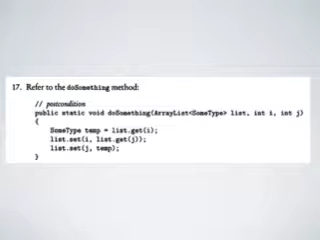 17. Refer to the doSomething method:
// postcondition
public static void doSomething(ArrayList<SomeType> list, int i, int j)
{
SomeType temp = list.get(i);
list.set(i, list.get(j));
list.set(j, temp);
}